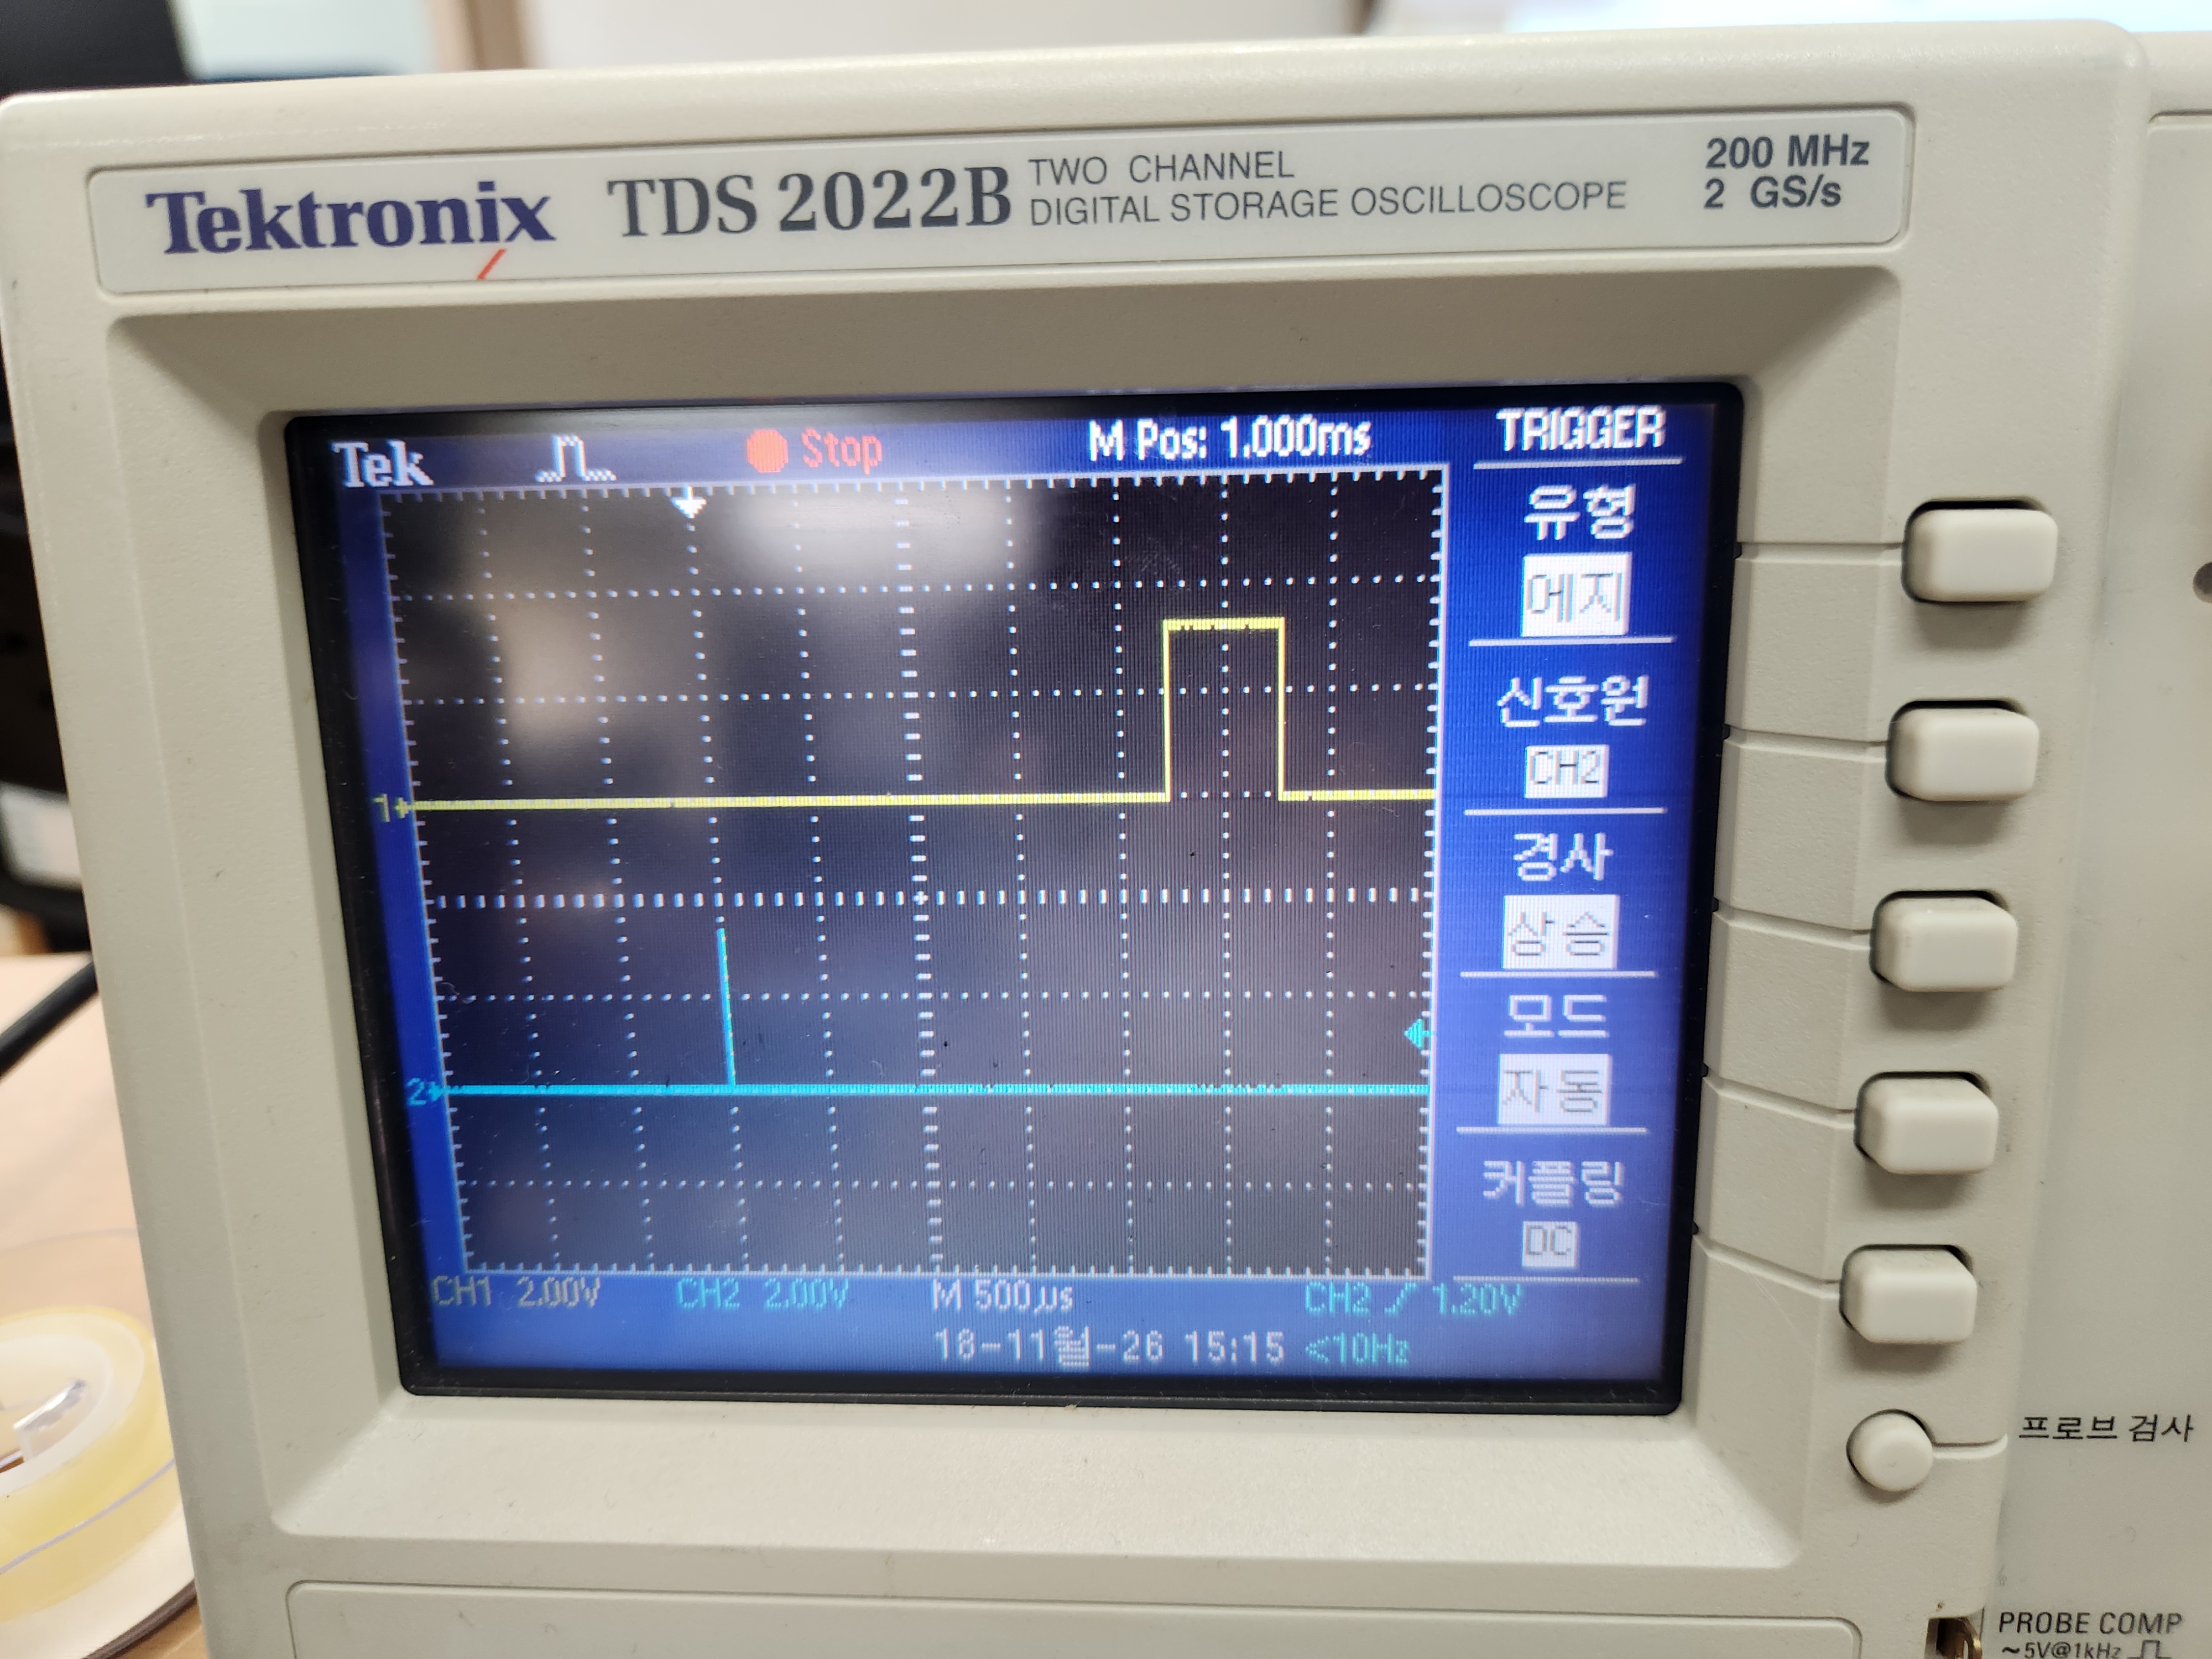 Tektronix TDS 2022B TWO CHANNEL DIGITAL STORAGE OSCILLOSCOPE 200 MHz 2 GS/s
Tek Stop M Pos: 1.000ms TRIGGER
유형
에지
신호원
CH2
경사
상승
모드
자동
커플링
DC
1
2
CH1 2.00V CH2 2.00V M 500µs CH2 1.20V
18-11월-26 15:15 <10Hz
프로브 검사
PROBE COMP
~5V@1kHz